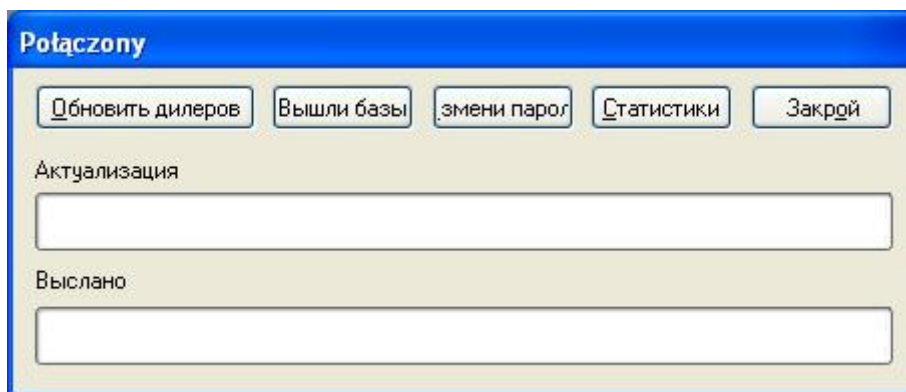 Połączony
Обновить дилеров Вышли базы змени парол Статистики Закрой
Актуализация
Выслано